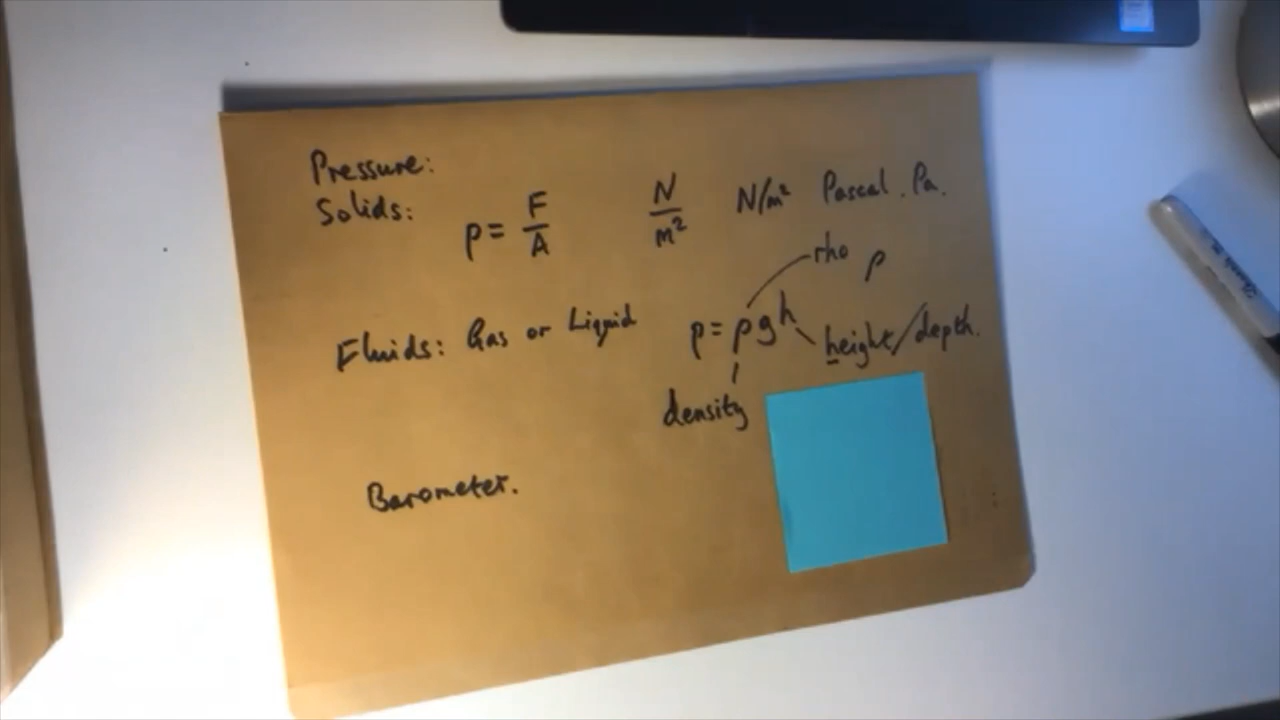 Pressure:
Solids: p = F/A N/m² N/m² Pascal. Pa.
rho ρ
Fluids: Gas or Liquid p = ρgh height/depth.
density
Barometer.